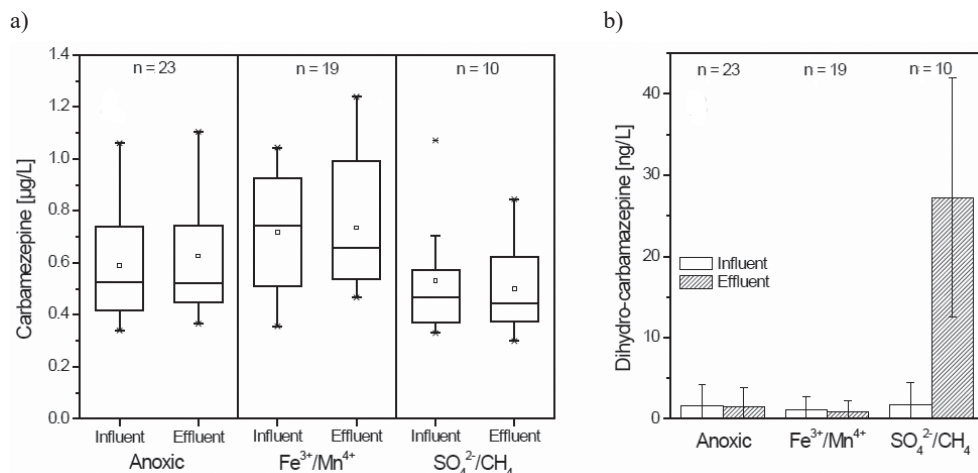 a)
n = 23
n = 19
n = 10
Carbamezepine [µg/L]
1.4
1.2
1.0
0.8
0.6
0.4
0.2
0.0
Influent
Effluent
Influent
Effluent
Influent
Effluent
Anoxic
Fe³⁺/Mn⁴⁺
SO₄²⁻/CH₄
b)
n = 23
n = 19
n = 10
Dihydro-carbamazepine [ng/L]
40
30
20
10
0
Influent
Effluent
Anoxic
Fe³⁺/Mn⁴⁺
SO₄²⁻/CH₄